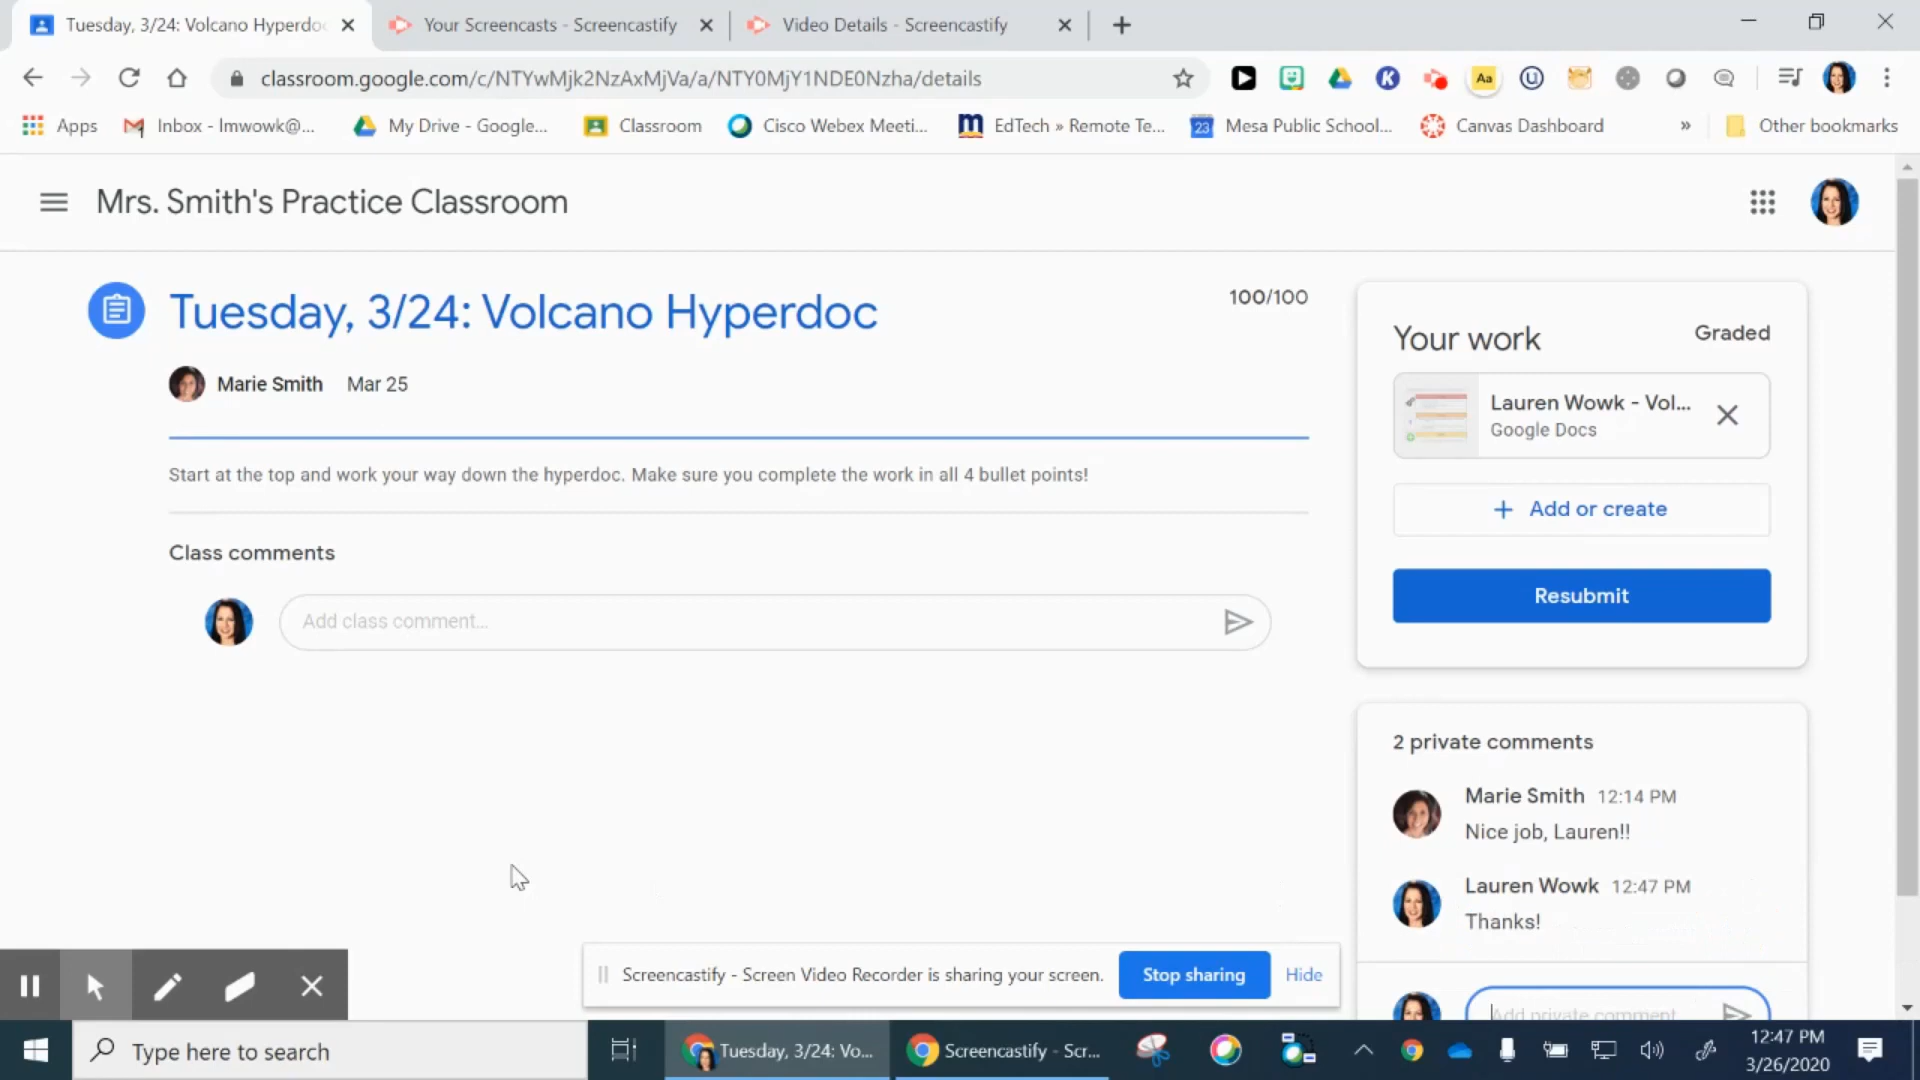 Tuesday, 3/24: Volcano Hyperdoc
Your Screencasts - Screencastify
Video Details - Screencastify
classroom.google.com/c/NTYwMjk2NzAxMjVa/a/NTY0MjY1NDE0Nzha/details
Aa
Apps
Inbox - lmwowk@...
My Drive - Google...
Classroom
Cisco Webex Meeti...
EdTech » Remote Te...
23
Mesa Public School...
Canvas Dashboard
»
Other bookmarks
Mrs. Smith's Practice Classroom
Tuesday, 3/24: Volcano Hyperdoc
100/100
Marie Smith Mar 25
Start at the top and work your way down the hyperdoc. Make sure you complete the work in all 4 bullet points!
Class comments
Add class comment...
Your work
Graded
Lauren Wowk - Vol...
Google Docs
+ Add or create
Resubmit
2 private comments
Marie Smith 12:14 PM
Nice job, Lauren!!
Lauren Wowk 12:47 PM
Thanks!
Add private comment...
Screencastify - Screen Video Recorder is sharing your screen.
Stop sharing
Hide
Type here to search
Tuesday, 3/24: Vo...
Screencastify - Scr...
12:47 PM
3/26/2020